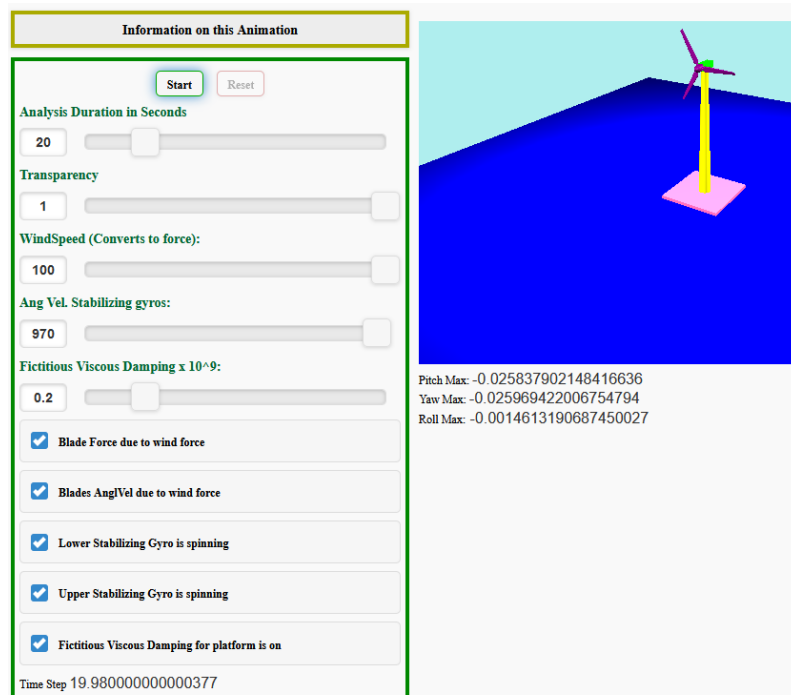 Information on this Animation
Start Reset
Analysis Duration in Seconds
20
Transparency
1
WindSpeed (Converts to force):
100
Ang Vel. Stabilizing gyros:
970
Fictitious Viscous Damping x 10^9:
0.2
Blade Force due to wind force
Blades AnglVel due to wind force
Lower Stabilizing Gyro is spinning
Upper Stabilizing Gyro is spinning
Fictitious Viscous Damping for platform is on
Time Step 19.980000000000377
Pitch Max: -0.025837902148416636
Yaw Max: -0.025969422006754794
Roll Max: -0.0014613190687450027